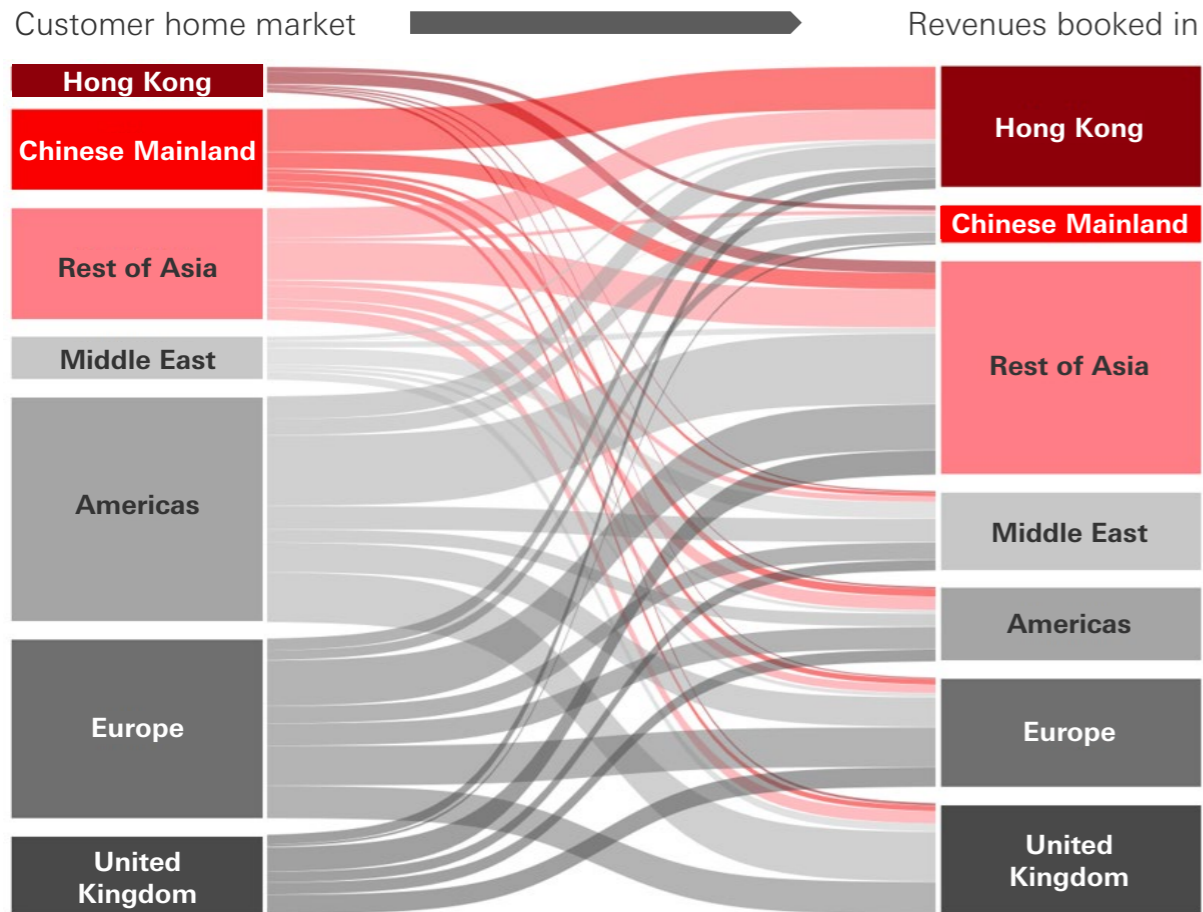 Customer home market
Revenues booked in
Hong Kong
Chinese Mainland
Rest of Asia
Middle East
Americas
Europe
United
Kingdom
Hong Kong
Chinese Mainland
Rest of Asia
Middle East
Americas
Europe
United
Kingdom